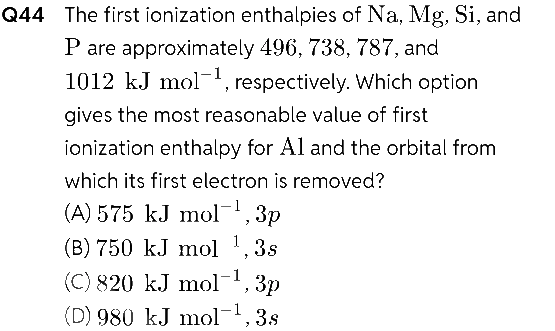 Q44 The first ionization enthalpies of Na, Mg, Si, and
P are approximately 496, 738, 787, and
1012 kJ mol⁻¹, respectively. Which option
gives the most reasonable value of first
ionization enthalpy for Al and the orbital from
which its first electron is removed?
(A) 575 kJ mol⁻¹, 3p
(B) 750 kJ mol ¹, 3s
(C) 820 kJ mol⁻¹, 3p
(D) 980 kJ mol⁻¹, 3s